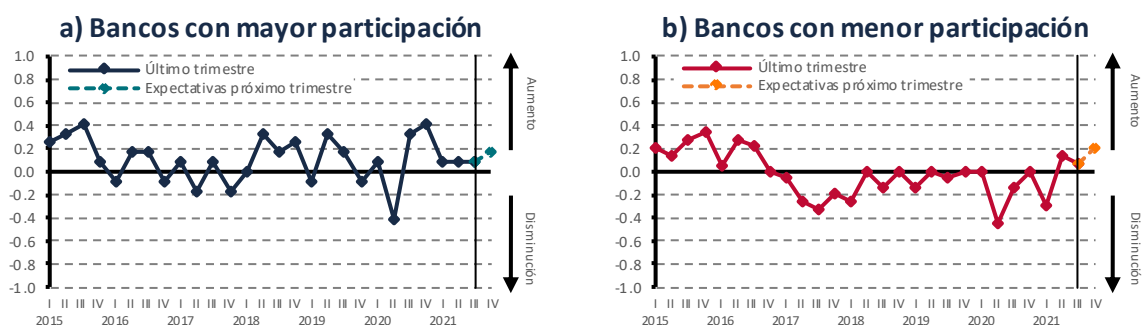 a) Bancos con mayor participación
1.0
0.8
0.6
0.4
0.2
0.0
-0.2
-0.4
-0.6
-0.8
-1.0
Último trimestre
Expectativas próximo trimestre
Aumento
Disminución
I II III IV I II III IV I II III IV I II III IV I II III IV I II III IV I II III IV
2015 2016 2017 2018 2019 2020 2021
b) Bancos con menor participación
1.0
0.8
0.6
0.4
0.2
0.0
-0.2
-0.4
-0.6
-0.8
-1.0
Último trimestre
Expectativas próximo trimestre
Aumento
Disminución
I II III IV I II III IV I II III IV I II III IV I II III IV I II III IV I II III IV
2015 2016 2017 2018 2019 2020 2021